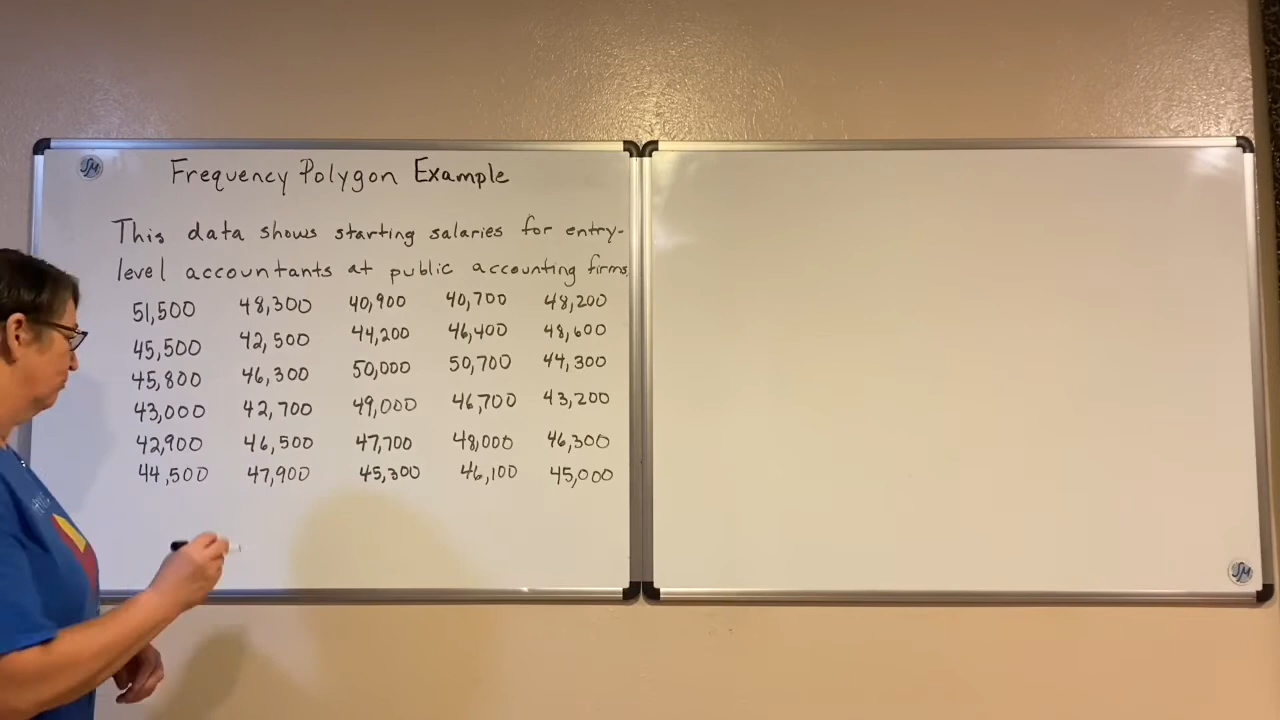 SM
Frequency Polygon Example
This data shows starting salaries for entry-
level accountants at public accounting firms.
51,500 48,300 40,900 40,700 48,200
45,500 42,500 44,200 46,400 48,600
45,800 46,300 50,000 50,700 44,300
43,000 42,700 49,000 46,700 43,200
42,900 46,500 47,700 48,000 46,300
44,500 47,900 45,300 46,100 45,000
SM